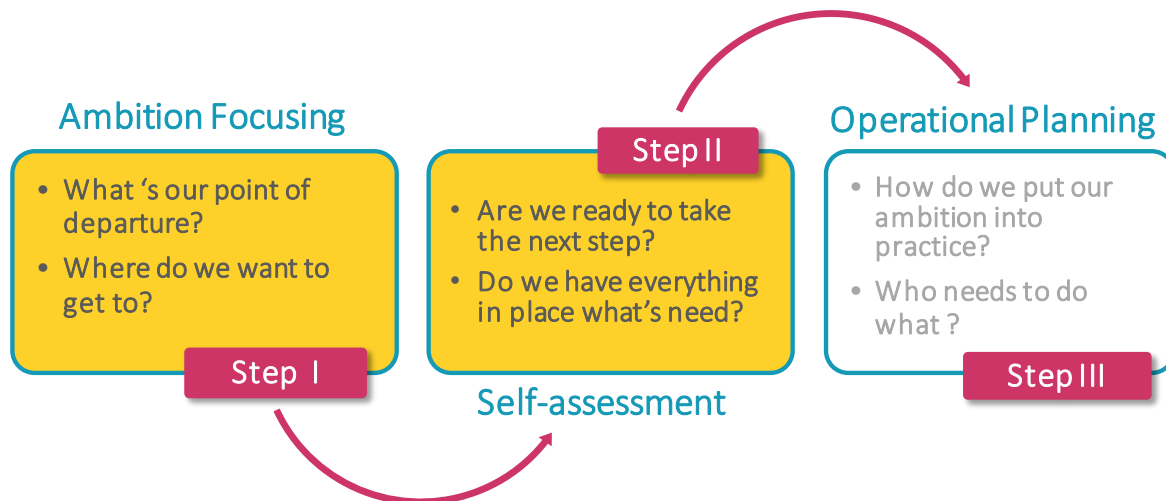 Ambition Focusing
• What ‘s our point of
departure?
• Where do we want to
get to?
Step I
Step II
• Are we ready to take
the next step?
• Do we have everything
in place what’s need?
Self-assessment
Operational Planning
• How do we put our
ambition into
practice?
• Who needs to do
what ?
Step III